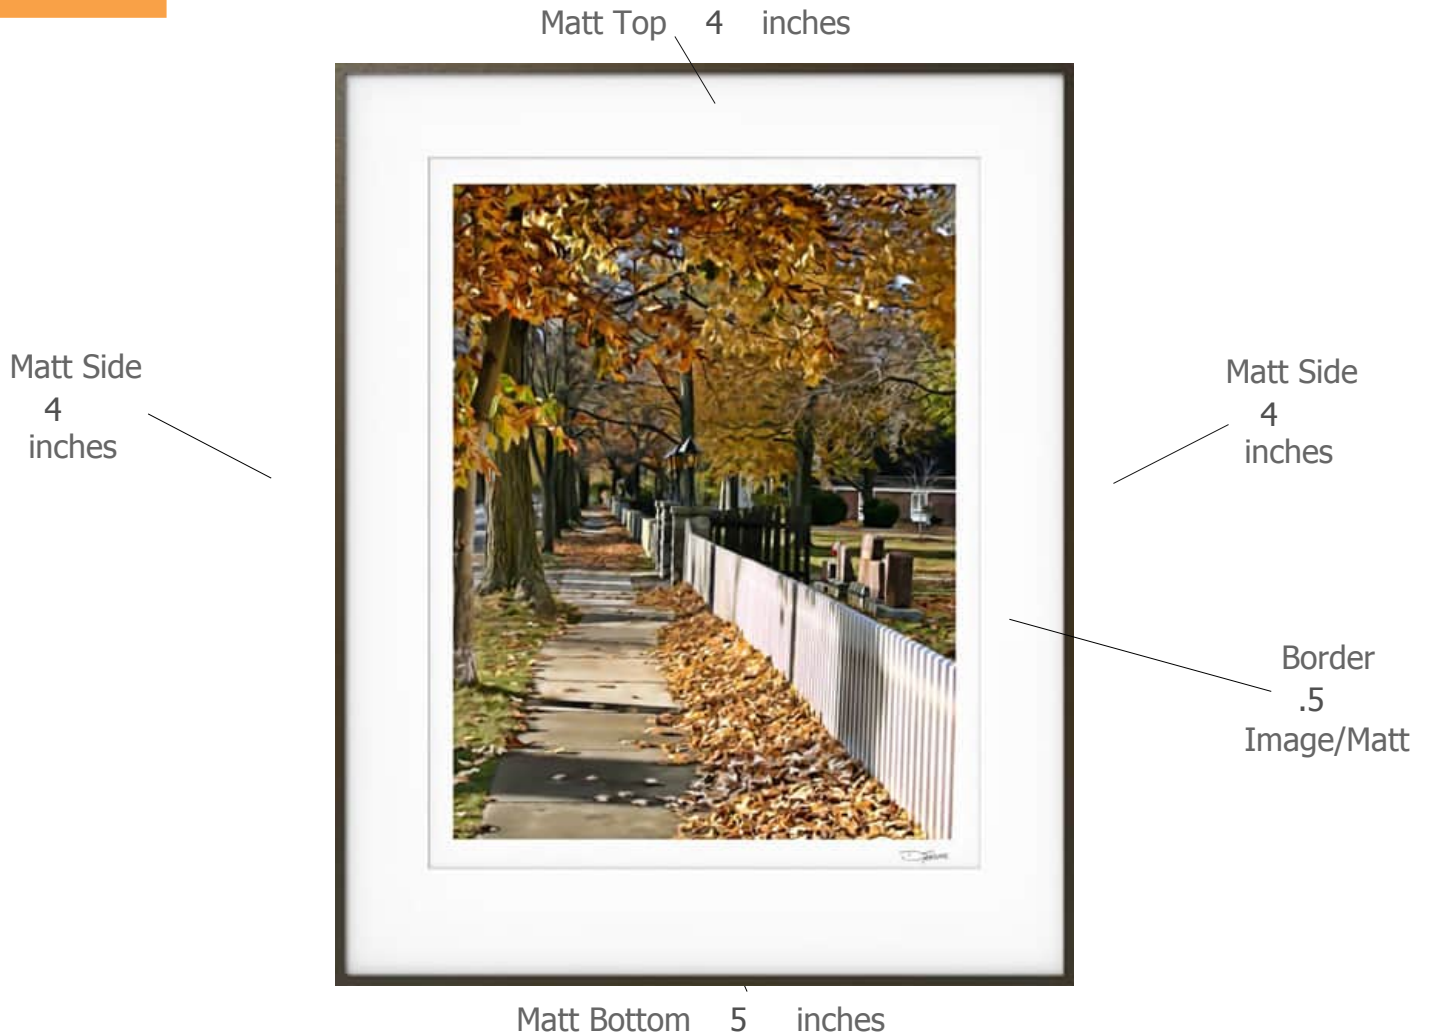 Matt Top 4 inches
Matt Side
4
inches
Matt Side
4
inches
Border
.5
Image/Matt
Matt Bottom 5 inches